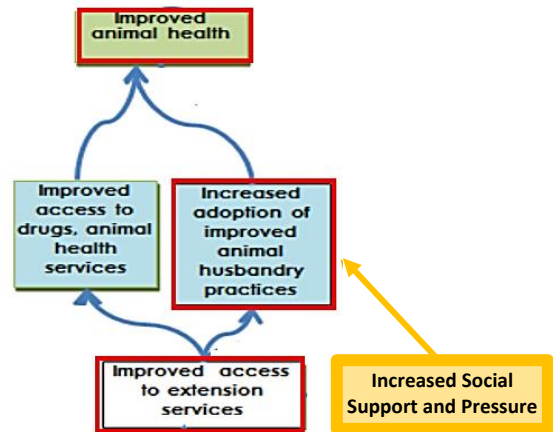 Improved
animal health
Improved
access to
drugs, animal
health
services
Increased
adoption of
improved
animal
husbandry
practices
Improved access
to extension
services
Increased Social
Support and Pressure